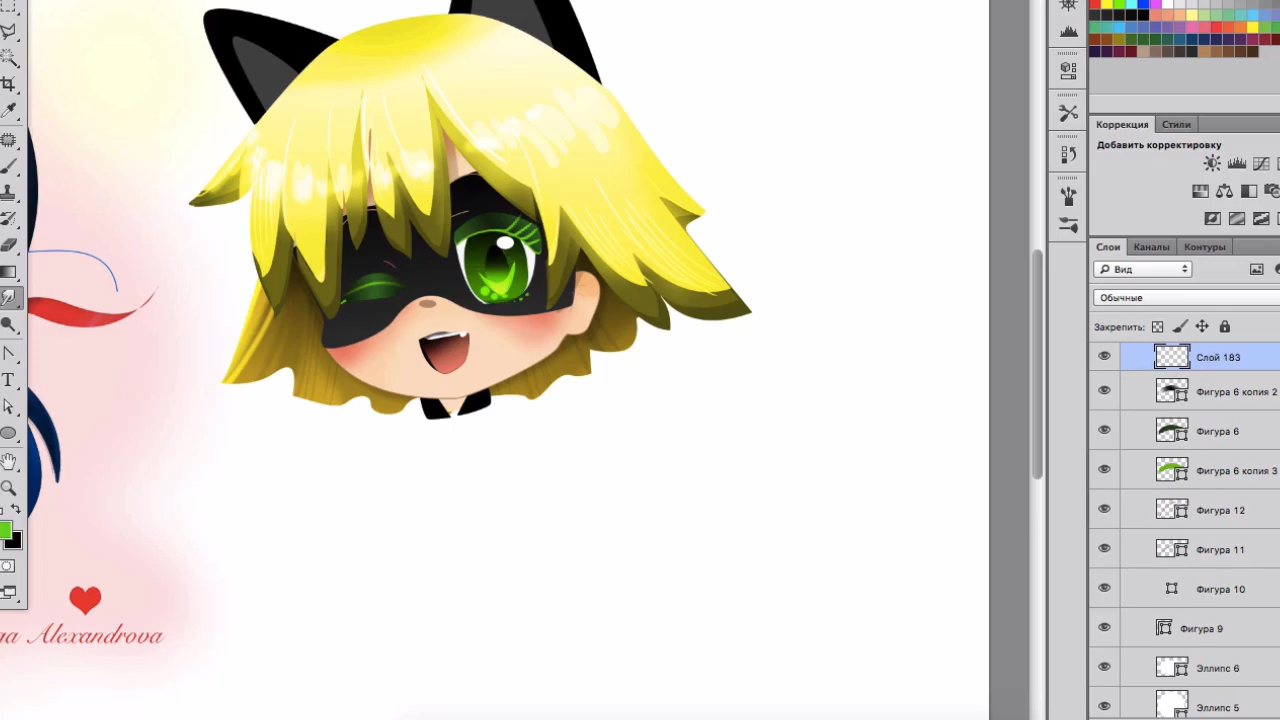 Коррекция Стили
Добавить корректировку
Слои Каналы Контуры
Вид
Обычные
Закрепить:
Слой 183
Фигура 6 копия 2
Фигура 6
Фигура 6 копия 3
Фигура 12
Фигура 11
Фигура 10
Фигура 9
Эллипс 6
Эллипс 5
Alexandrova